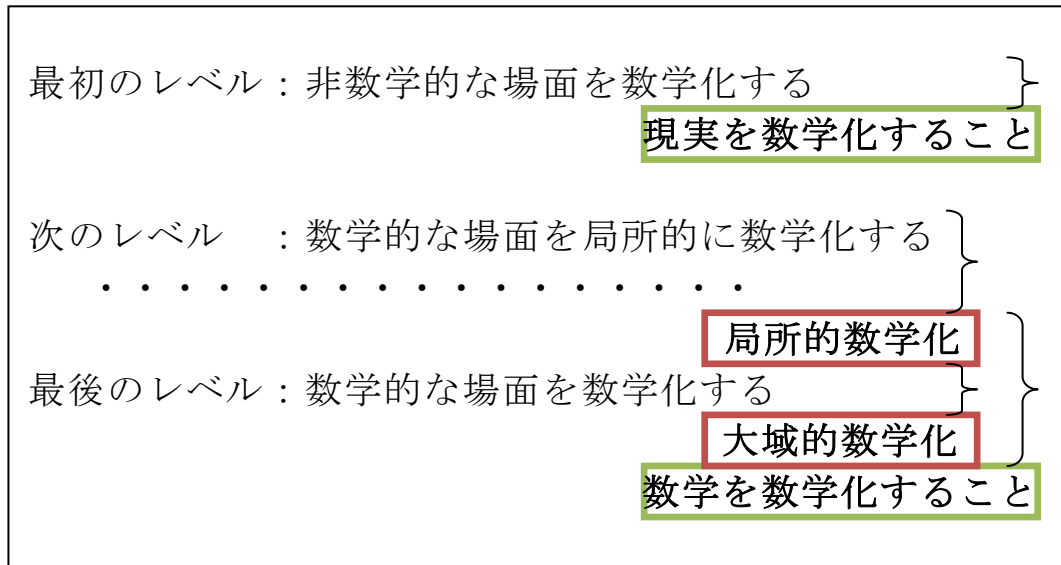 最初のレベル：非数学的な場面を数学化する
現実を数学化すること
次のレベル　：数学的な場面を局所的に数学化する
・・・・・・・・・・・・・・・・・
局所的数学化
最後のレベル：数学的な場面を数学化する
大域的数学化
数学を数学化すること